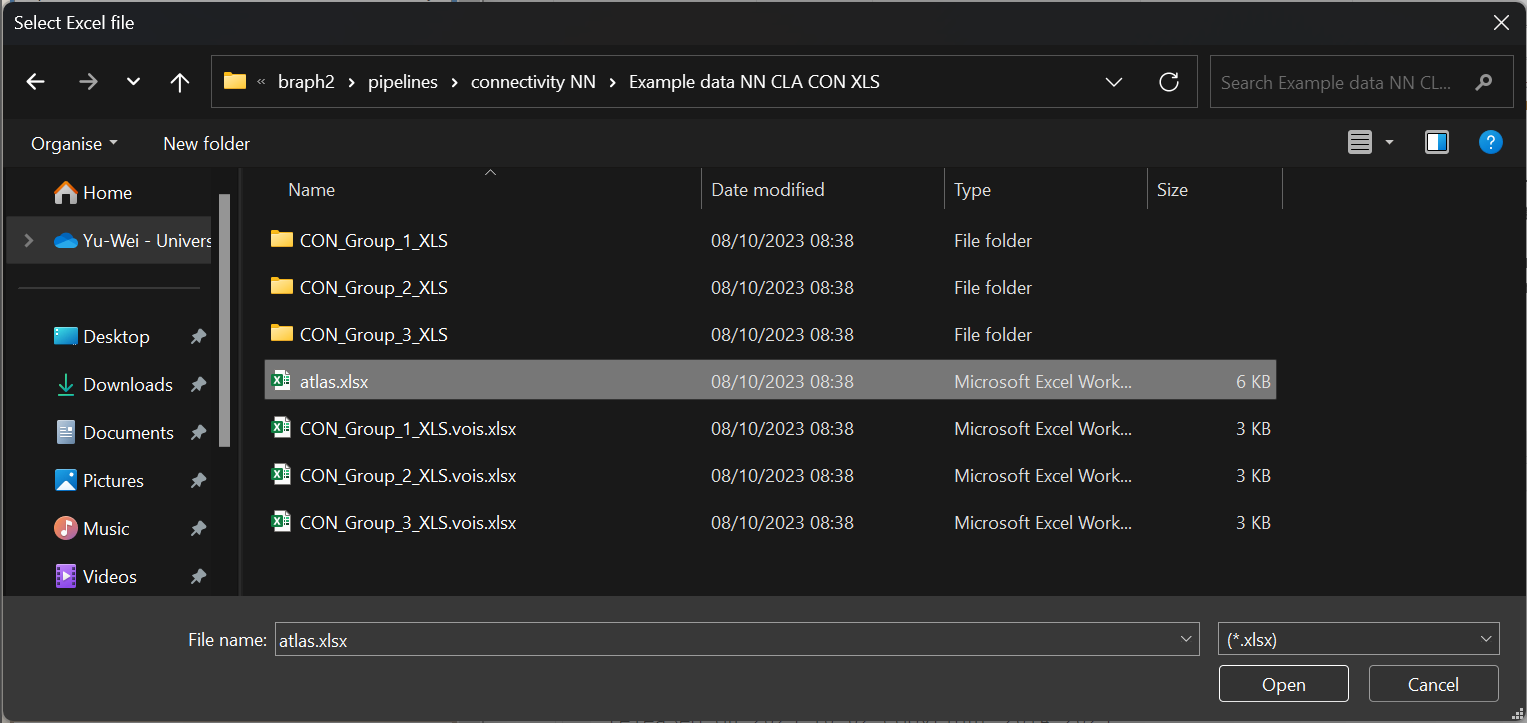 Select Excel file
« braph2 › pipelines › connectivity NN › Example data NN CLA CON XLS
Search Example data NN CL...
Organise New folder
?
Name Date modified Type Size
Home
Yu-Wei - Univers
Desktop
Downloads
Documents
Pictures
Music
Videos
CON_Group_1_XLS 08/10/2023 08:38 File folder
CON_Group_2_XLS 08/10/2023 08:38 File folder
CON_Group_3_XLS 08/10/2023 08:38 File folder
atlas.xlsx 08/10/2023 08:38 Microsoft Excel Work... 6 KB
CON_Group_1_XLS.vois.xlsx 08/10/2023 08:38 Microsoft Excel Work... 3 KB
CON_Group_2_XLS.vois.xlsx 08/10/2023 08:38 Microsoft Excel Work... 3 KB
CON_Group_3_XLS.vois.xlsx 08/10/2023 08:38 Microsoft Excel Work... 3 KB
File name: atlas.xlsx (*.xlsx)
Open Cancel